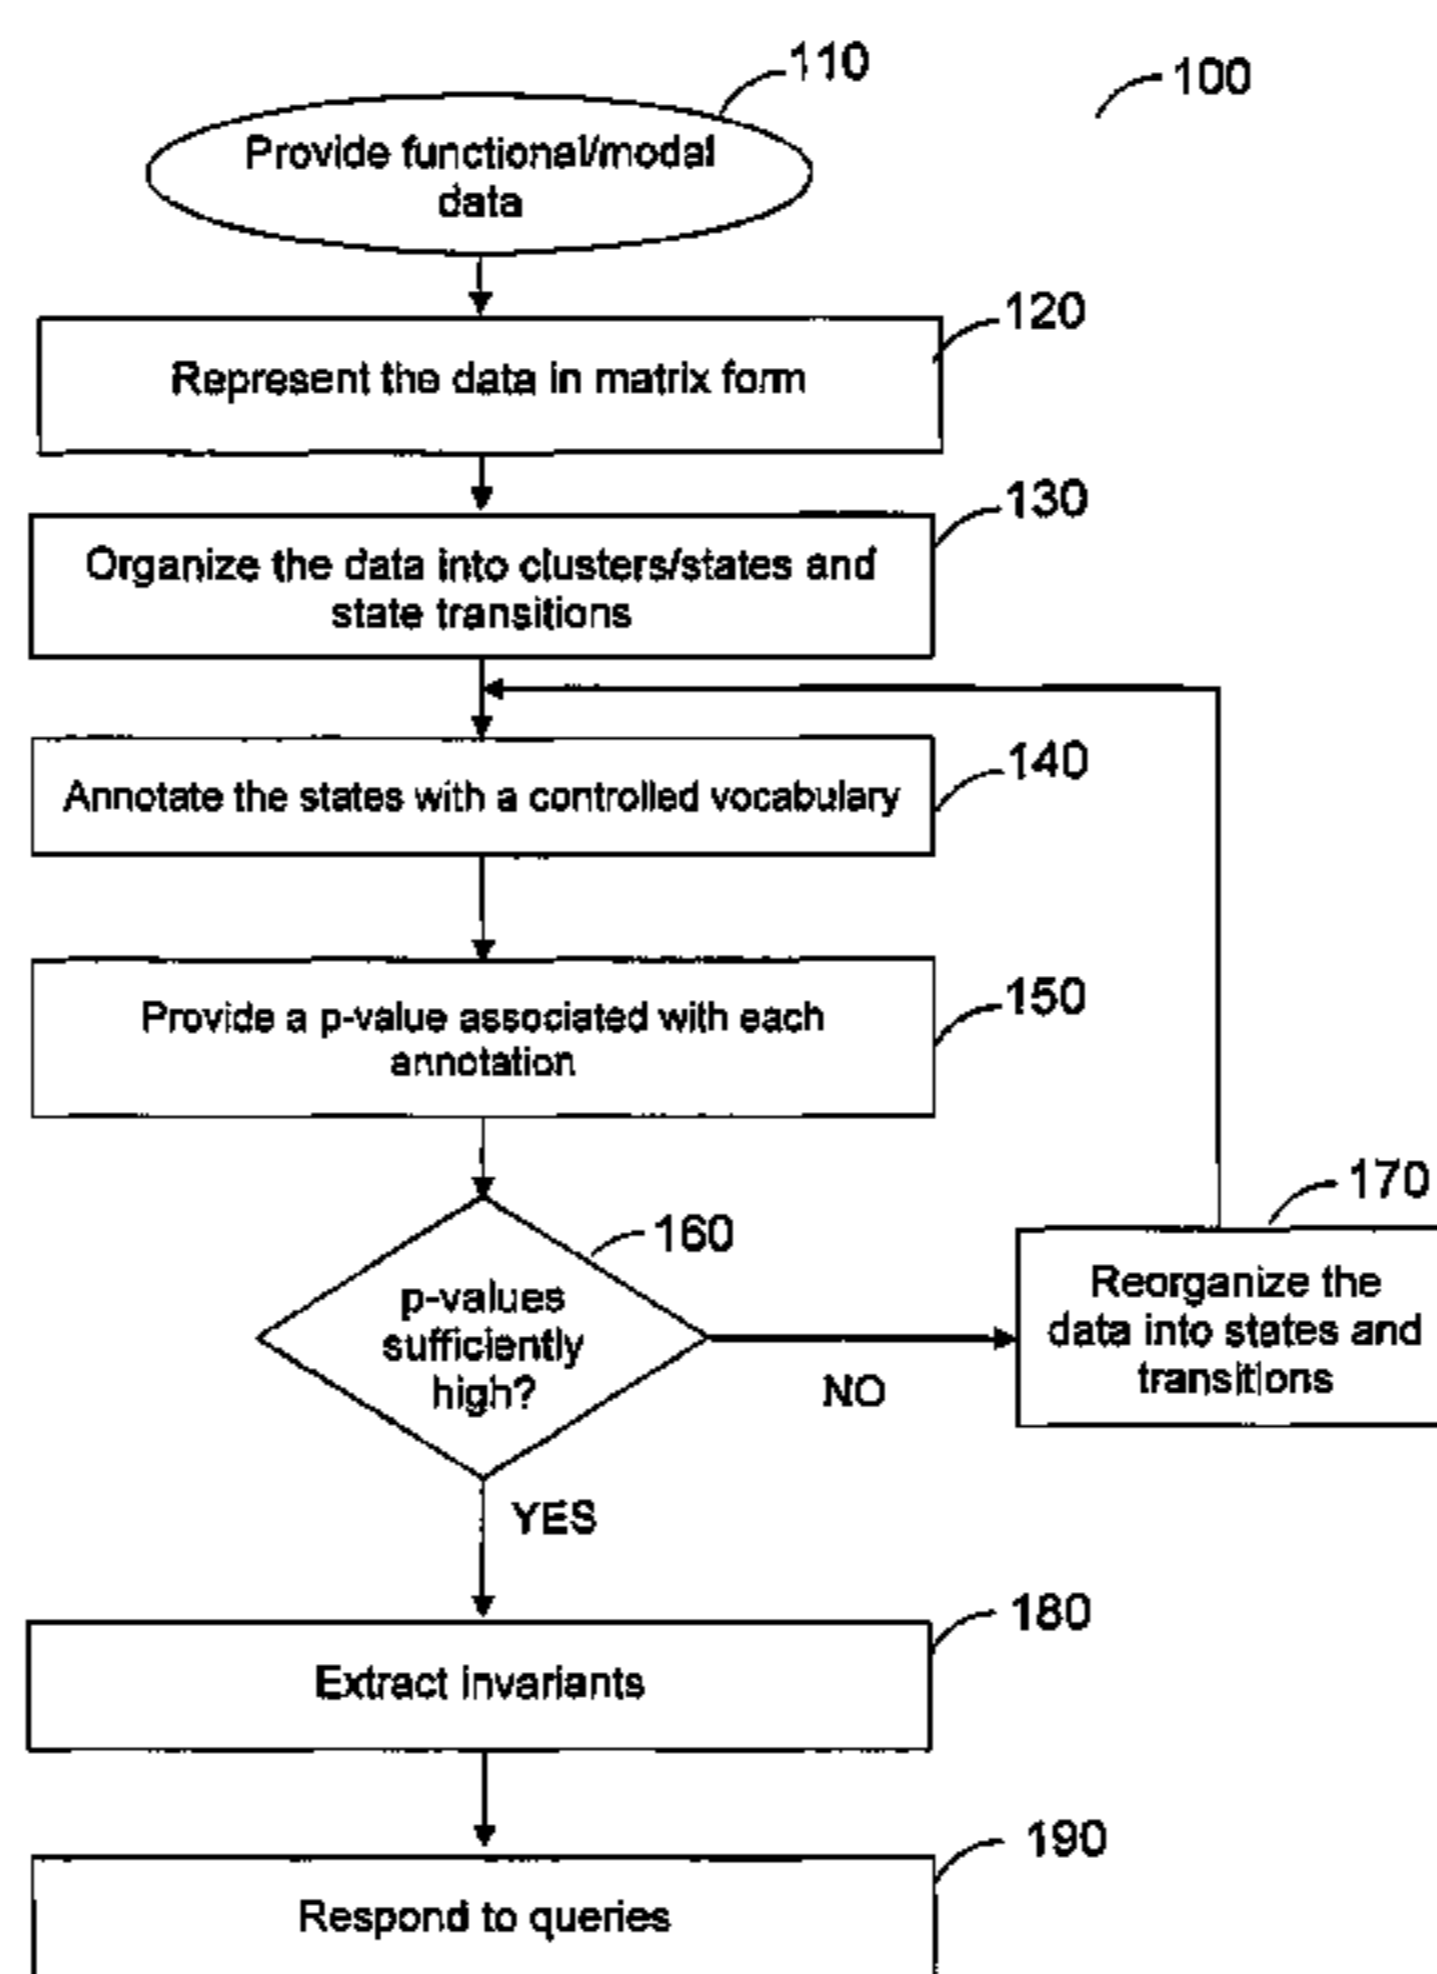 110
100
Provide functional/modal
data
120
Represent the data in matrix form
130
Organize the data into clusters/states and
state transitions
140
Annotate the states with a controlled vocabulary
150
Provide a p-value associated with each
annotation
160
p-values
sufficiently
high?
NO
170
Reorganize the
data into states and
transitions
YES
180
Extract invariants
190
Respond to queries